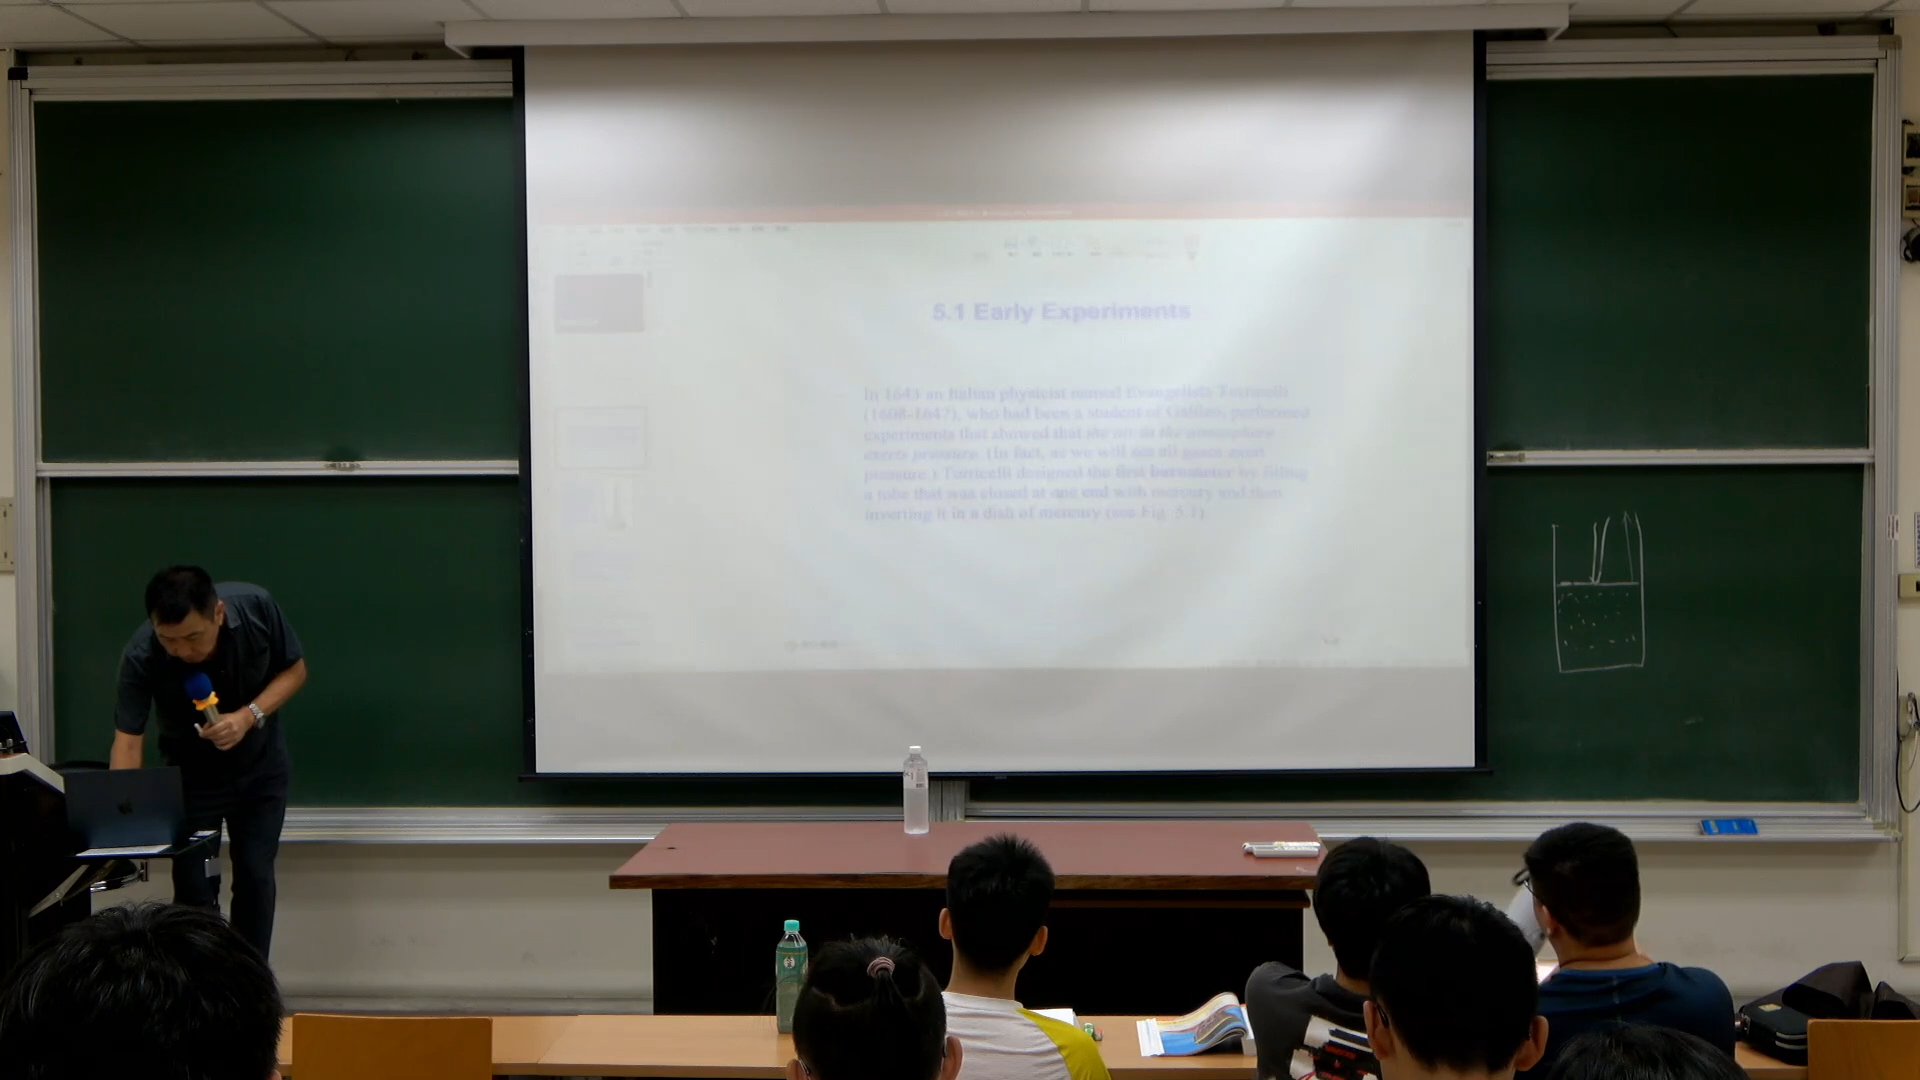 5.1 Early Experiments
In 1643 an Italian physicist named Evangelista Torricelli
(1608-1647), who had been a student of Galileo, performed
experiments that showed that the air in the atmosphere
exerts pressure. (In fact, as we will see all gases exert
pressure.) Torricelli designed the first barometer by filling
a tube that was closed at one end with mercury and then
inverting it in a dish of mercury (see Fig. 5.1)